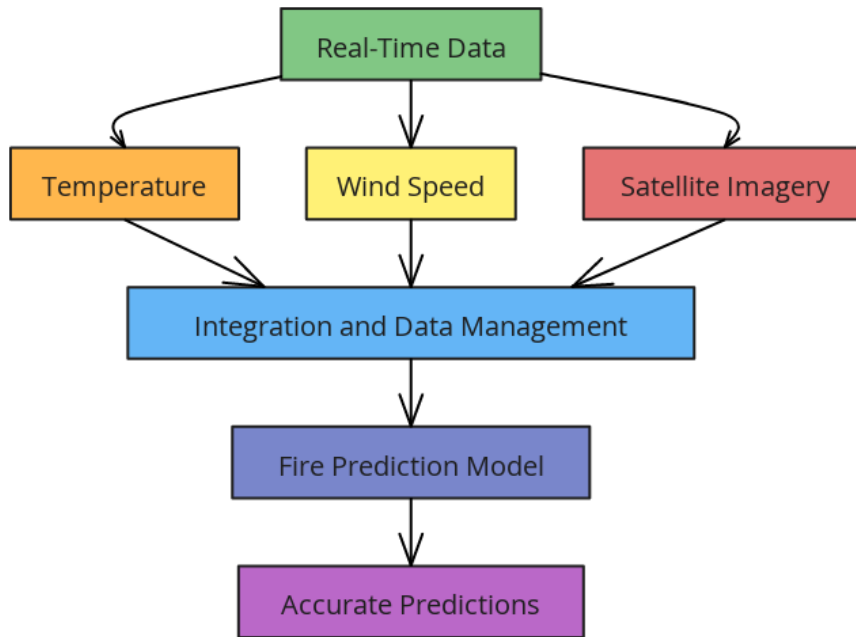 Real-Time Data
Temperature
Wind Speed
Satellite Imagery
Integration and Data Management
Fire Prediction Model
Accurate Predictions